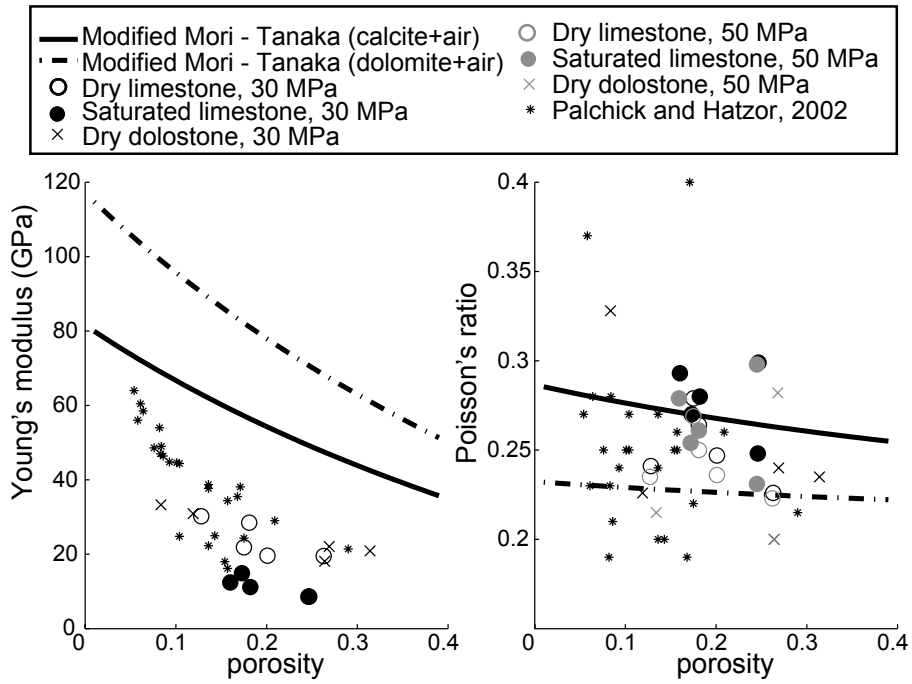 Modified Mori - Tanaka (calcite+air)
Modified Mori - Tanaka (dolomite+air)
Dry limestone, 30 MPa
Saturated limestone, 30 MPa
Dry dolostone, 30 MPa
Dry limestone, 50 MPa
Saturated limestone, 50 MPa
Dry dolostone, 50 MPa
Palchick and Hatzor, 2002
Young's modulus (GPa)
120
100
80
60
40
20
0
0 0.1 0.2 0.3 0.4
porosity
Poisson's ratio
0.4
0.35
0.3
0.25
0.2
0 0.1 0.2 0.3 0.4
porosity